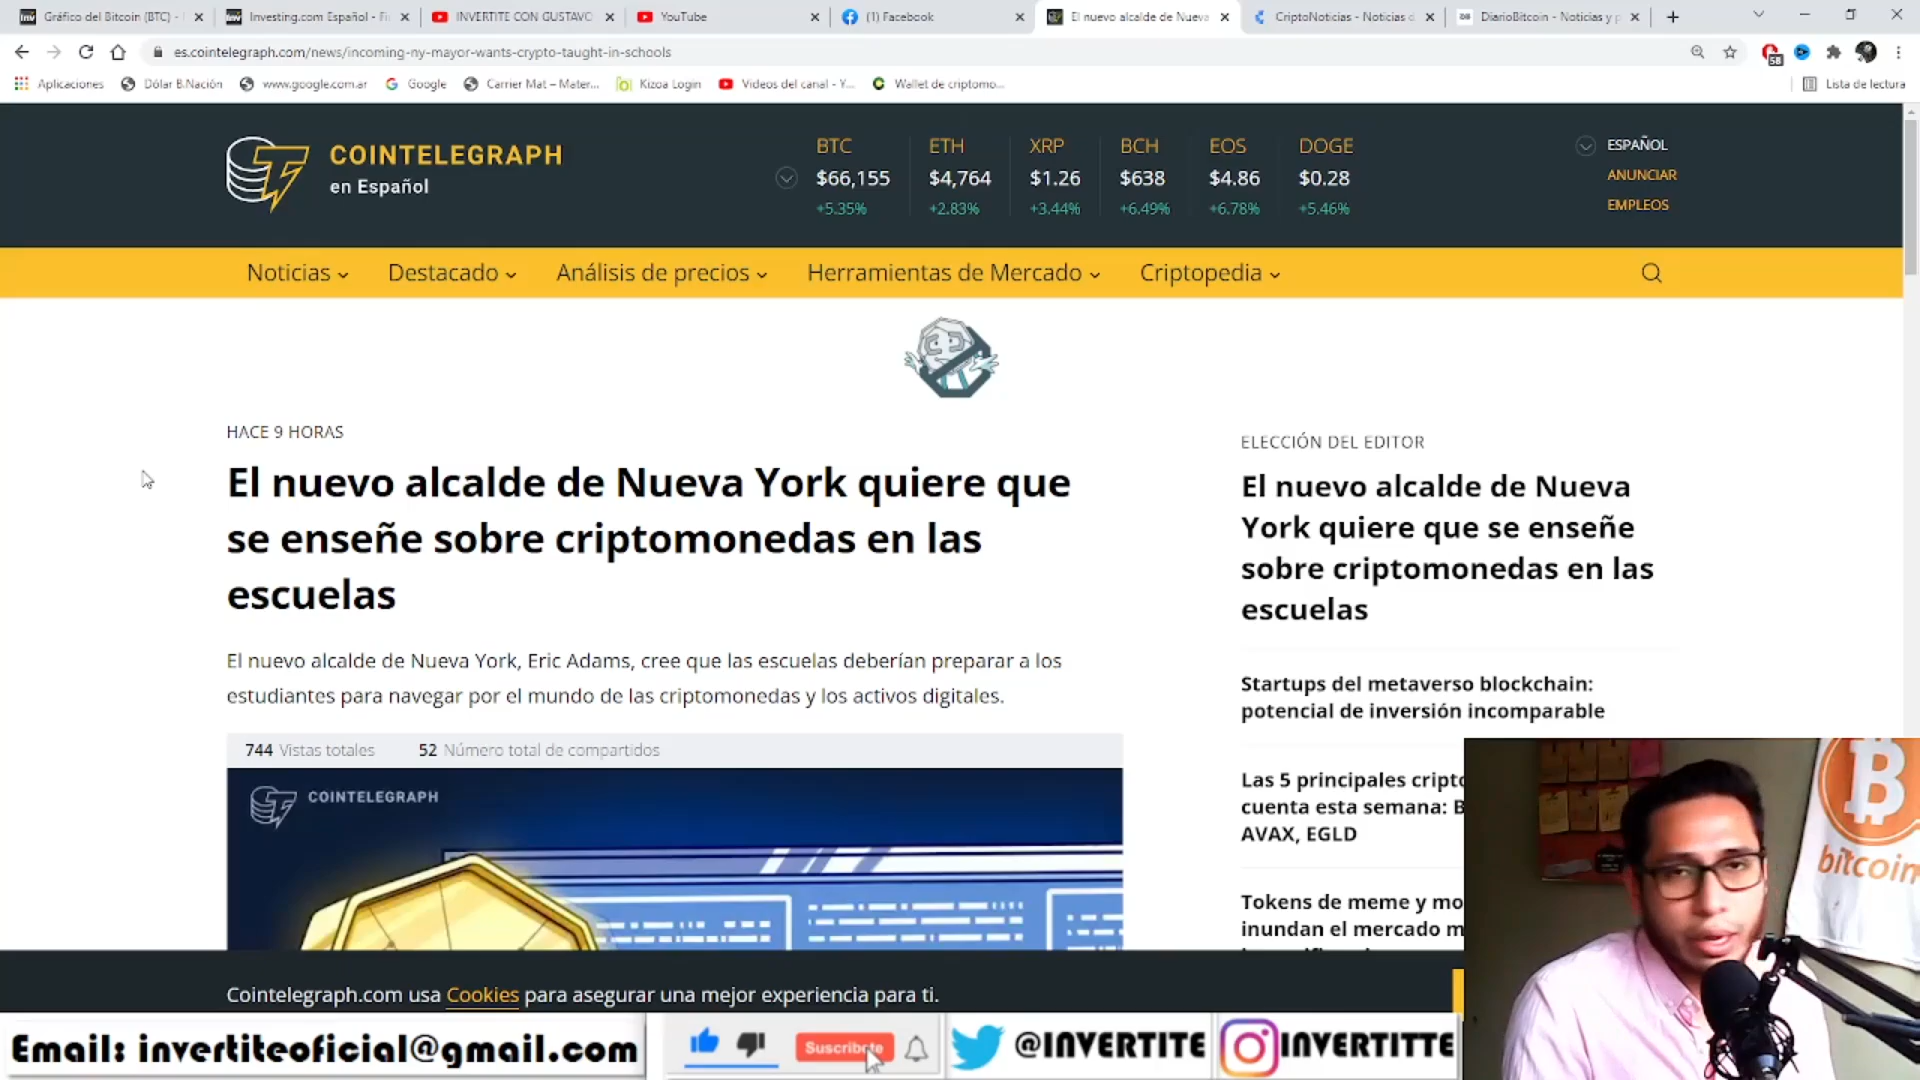 Gráfico del Bitcoin (BTC) -
Investing.com Español - Fi
INVERTITE CON GUSTAVO
YouTube
(1) Facebook
El nuevo alcalde de Nueva
CriptoNoticias - Noticias d
DiarioBitcoin - Noticias y p
es.cointelegraph.com/news/incoming-ny-mayor-wants-crypto-taught-in-schools
58
Aplicaciones
Dólar B.Nación
www.google.com.ar
Google
Carrier Mat – Mater...
Kizoa Login
Videos del canal - Y...
Wallet de criptomo...
Lista de lectura
COINTELEGRAPH
en Español
BTC ETH XRP BCH EOS DOGE
$66,155 $4,764 $1.26 $638 $4.86 $0.28
+5.35% +2.83% +3.44% +6.49% +6.78% +5.46%
ESPAÑOL
ANUNCIAR
EMPLEOS
Noticias Destacado Análisis de precios Herramientas de Mercado Criptopedia
HACE 9 HORAS
El nuevo alcalde de Nueva York quiere que
se enseñe sobre criptomonedas en las
escuelas
El nuevo alcalde de Nueva York, Eric Adams, cree que las escuelas deberían preparar a los
estudiantes para navegar por el mundo de las criptomonedas y los activos digitales.
744 Vistas totales 52 Número total de compartidos
COINTELEGRAPH
ELECCIÓN DEL EDITOR
El nuevo alcalde de Nueva
York quiere que se enseñe
sobre criptomonedas en las
escuelas
Startups del metaverso blockchain:
potencial de inversión incomparable
Las 5 principales cripto
cuenta esta semana: B
AVAX, EGLD
Tokens de meme y mo
inundan el mercado m
bitcoin
Cointelegraph.com usa Cookies para asegurar una mejor experiencia para ti.
Email: invertiteoficial@gmail.com
Suscribete
@INVERTITE
INVERTITTE